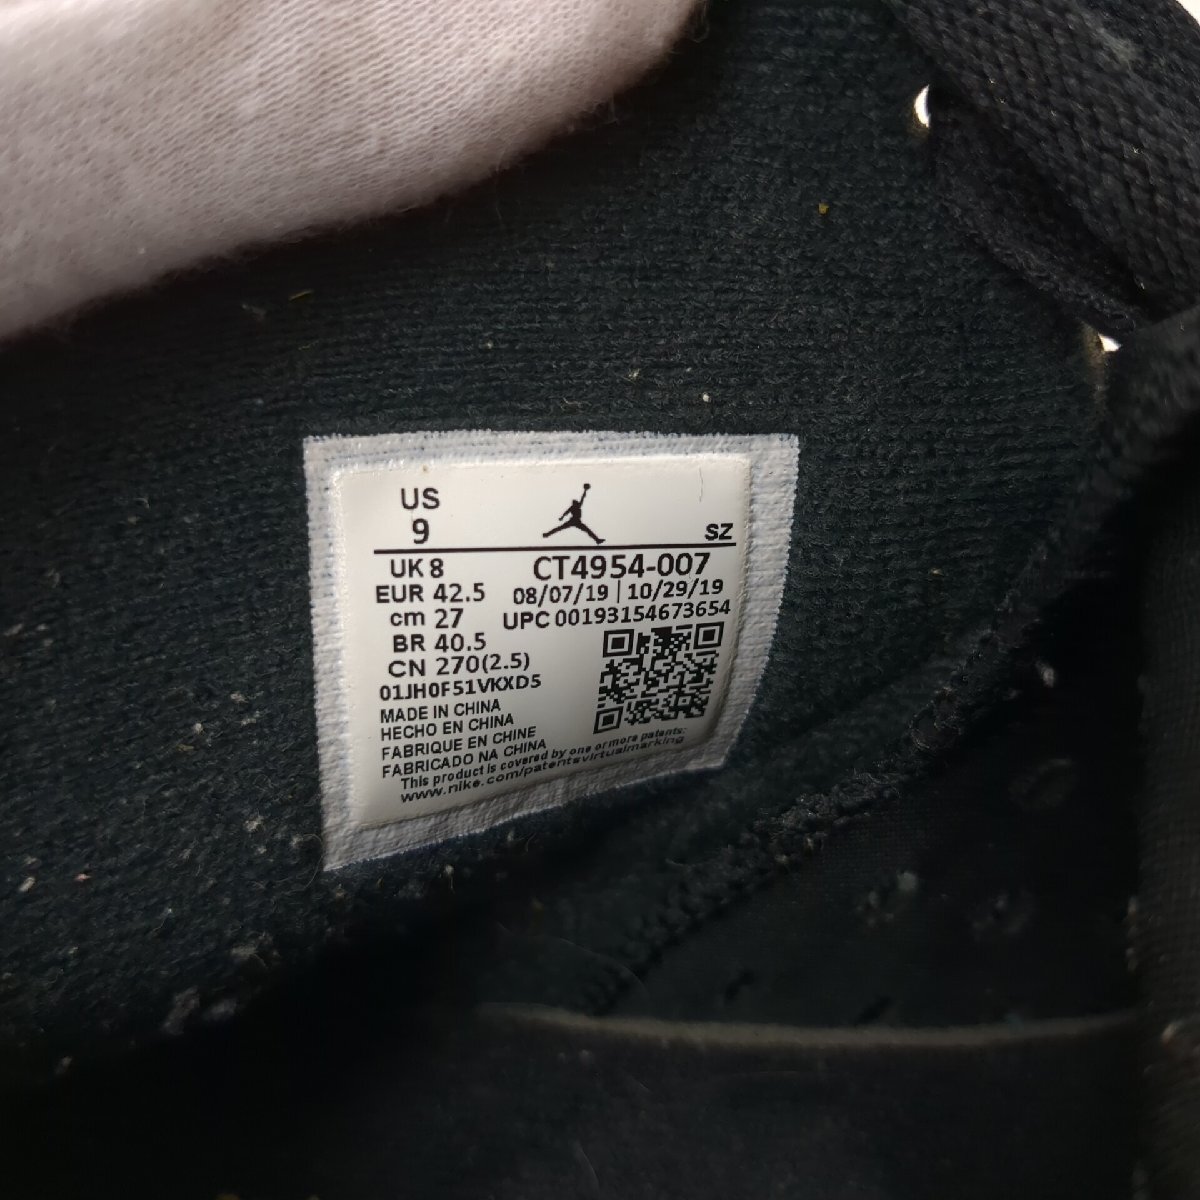 US
9
SZ
UK 8
CT4954-007
EUR 42.5
08/07/19 | 10/29/19
cm 27
UPC 00193154673654
BR 40.5
CN 270(2.5)
01JH0F51VKXD5
MADE IN CHINA
HECHO EN CHINA
FABRIQUE EN CHINE
FABRICADO NA CHINA
This product is covered by one or more patents:
www.nike.com/patentsvirtualmarking